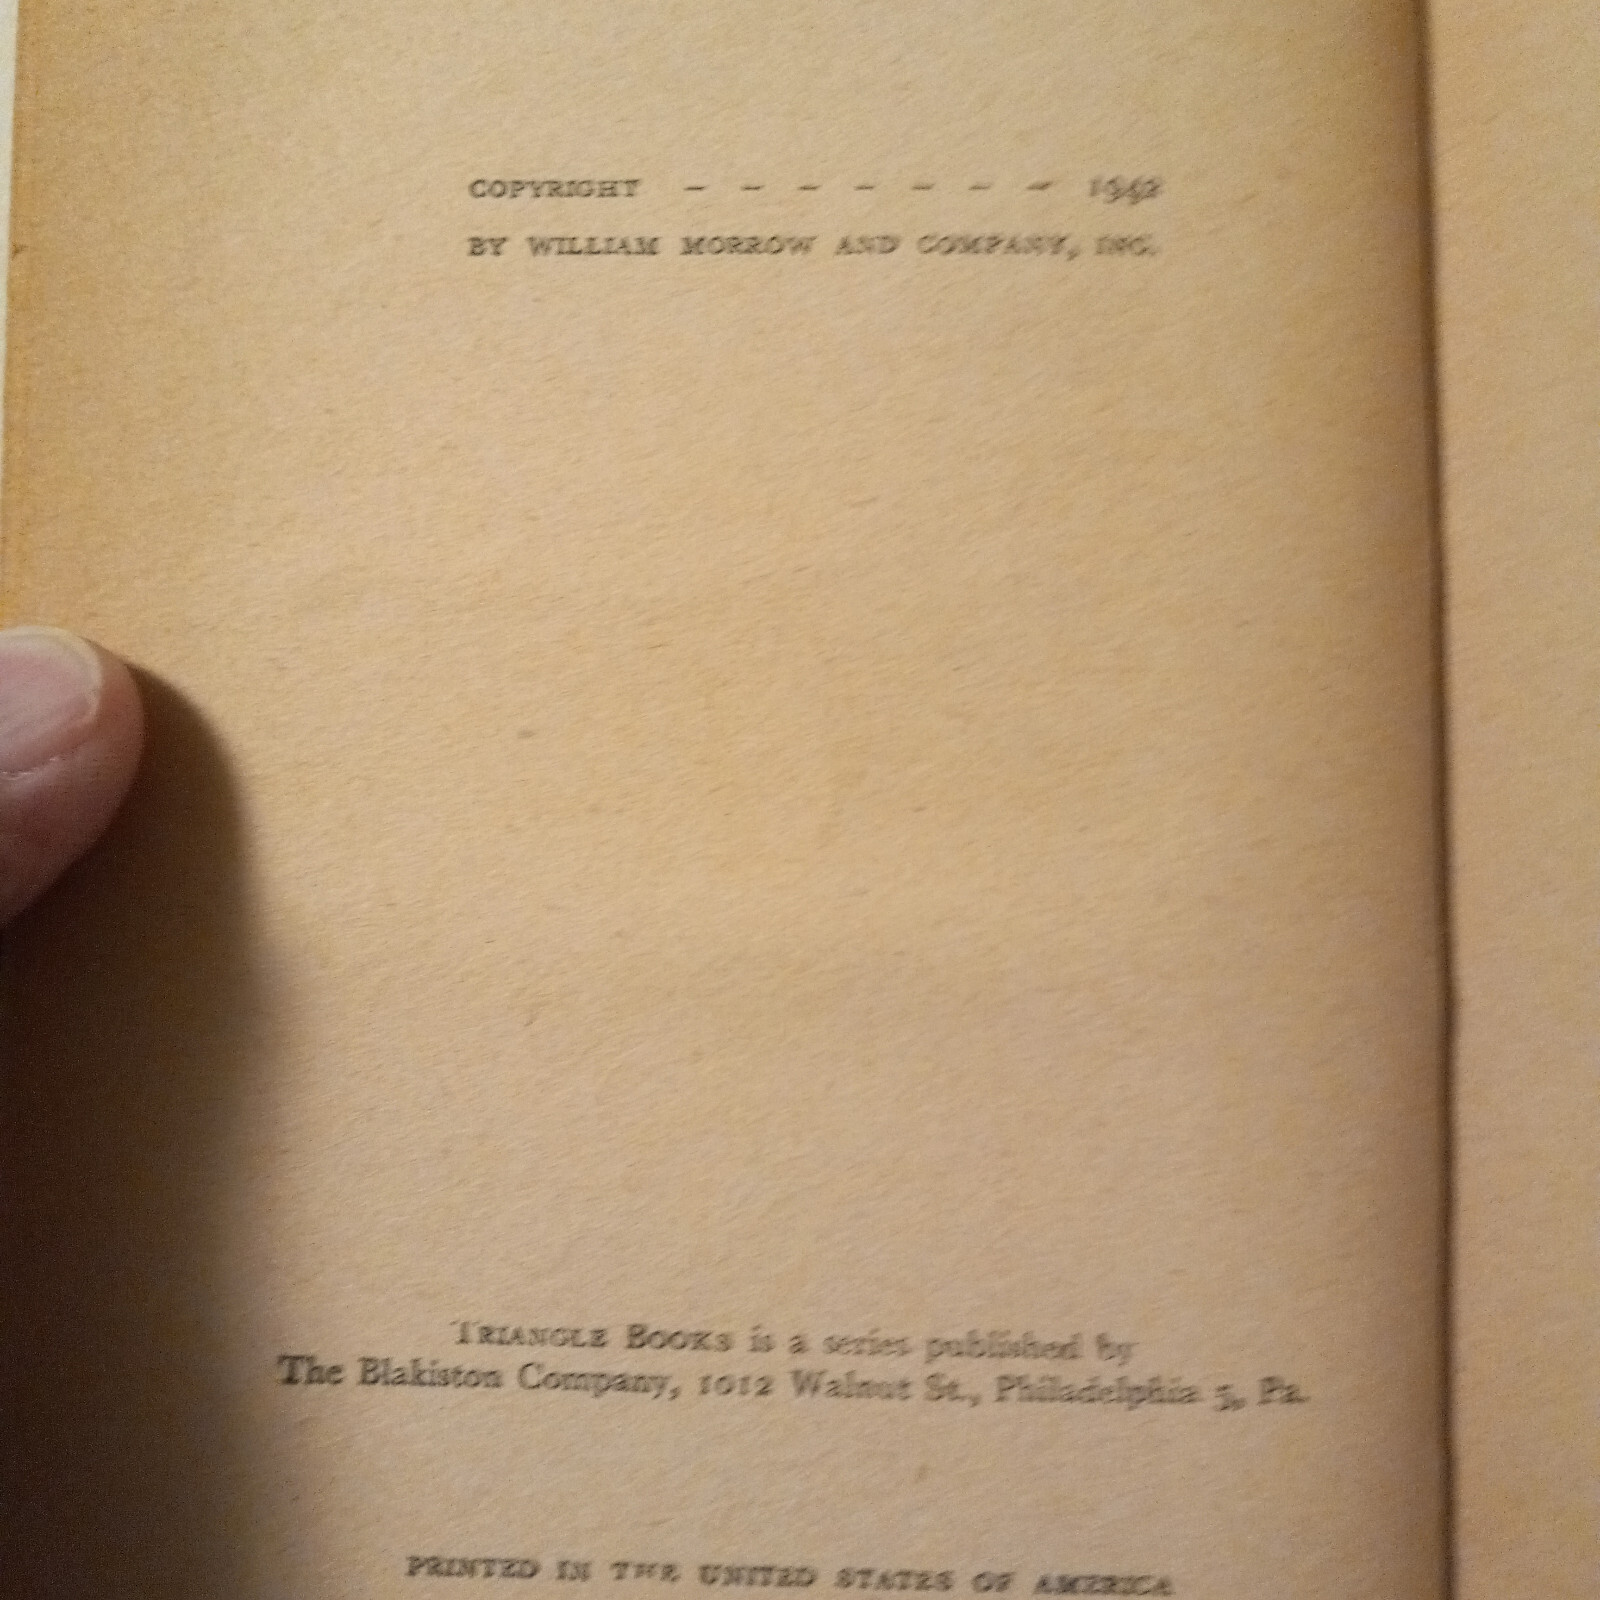 COPYRIGHT - - - - - - - 1942
BY WILLIAM MORROW AND COMPANY, INC.
TRIANGLE BOOKS is a series published by
The Blakiston Company, 1012 Walnut St., Philadelphia 5, Pa.
PRINTED IN THE UNITED STATES OF AMERICA